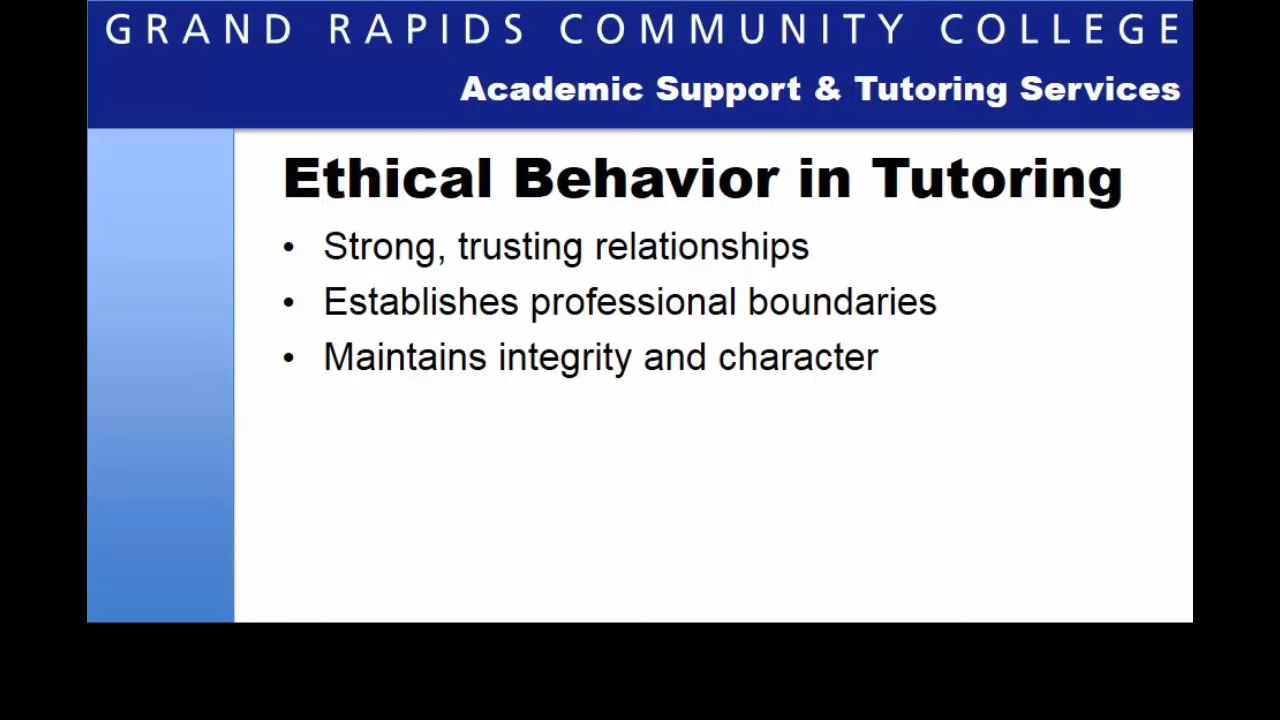 GRAND RAPIDS COMMUNITY COLLEGE
Academic Support & Tutoring Services
Ethical Behavior in Tutoring
• Strong, trusting relationships
• Establishes professional boundaries
• Maintains integrity and character